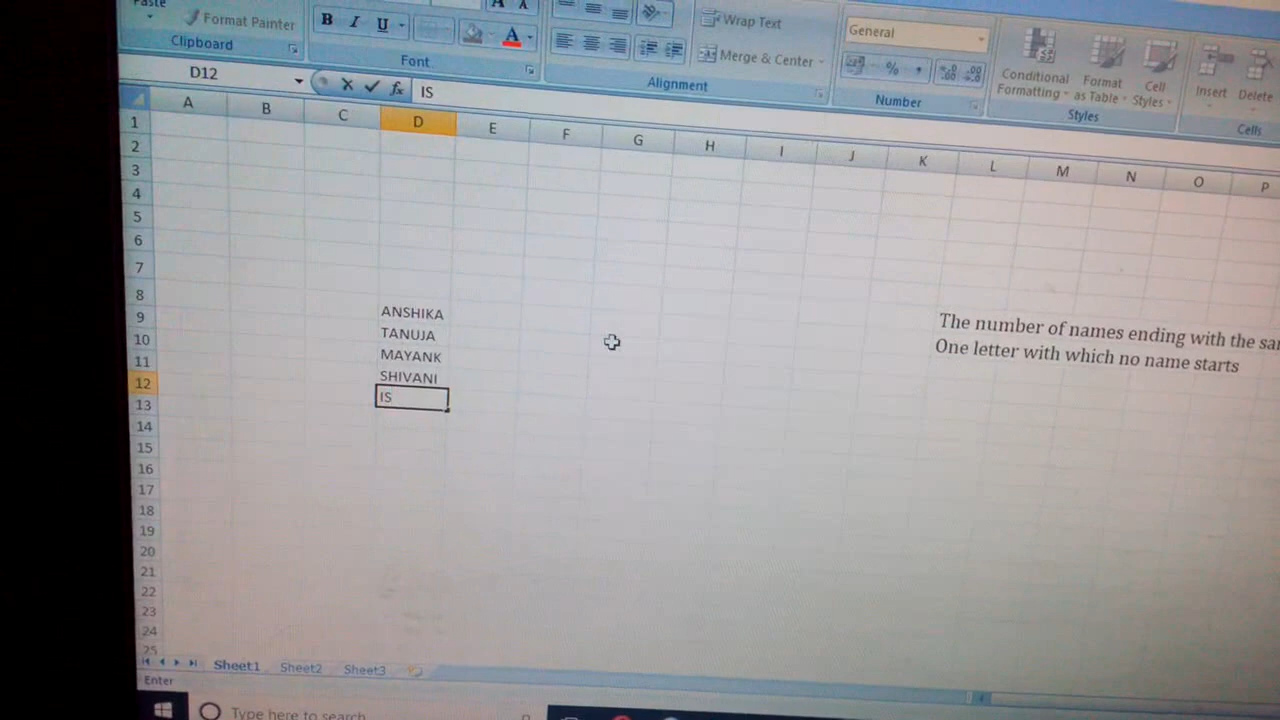 Paste
Format Painter
Clipboard
B I U
A
Font
Wrap Text
Merge & Center
Alignment
General
%
Number
Conditional Formatting
Format as Table
Cell Styles
Styles
Insert
Delete
Cells
D12
fx
IS
A B C D E F G H I J K L M N O P
1
2
3
4
5
6
7
8
9
10
11
12
13
14
15
16
17
18
19
20
21
22
23
24
25
ANSHIKA
TANUJA
MAYANK
SHIVANI
IS
The number of names ending with the
One letter with which no name starts
Sheet1 Sheet2 Sheet3
Enter
Type here to search